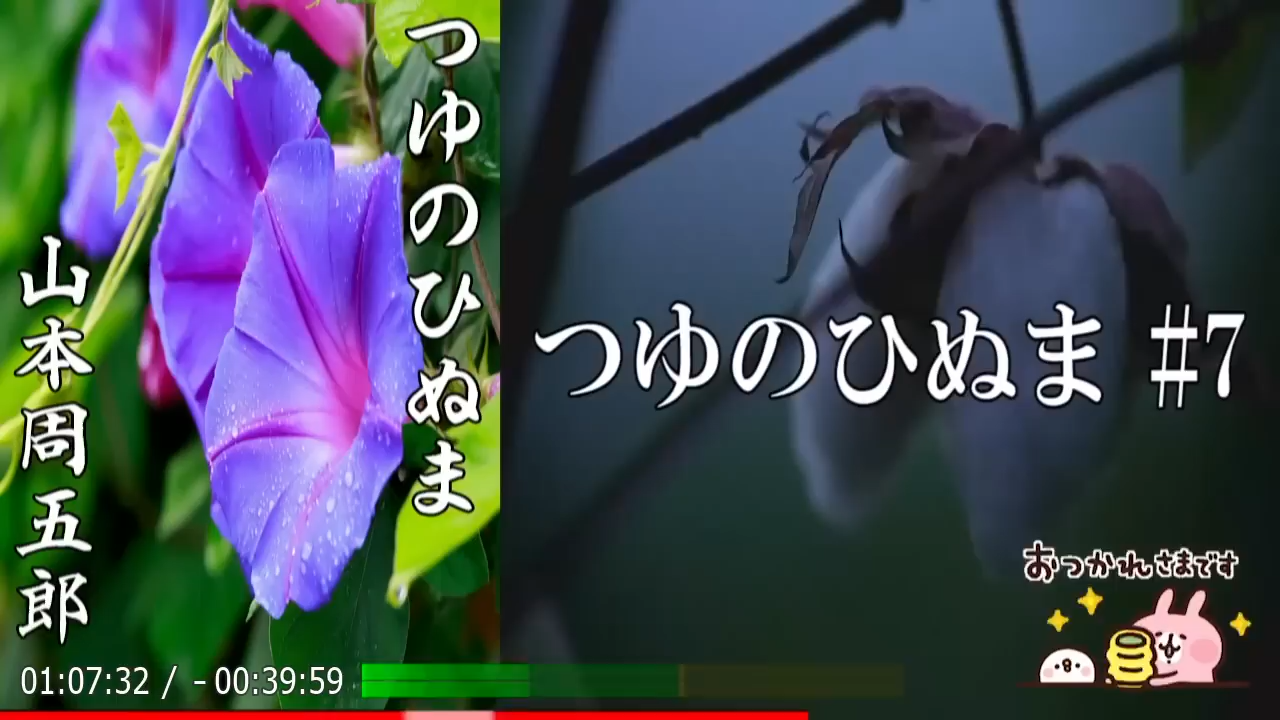 つゆのひぬま
山本周五郎
つゆのひぬま #7
おつかれさまです
01:07:32 / -00:39:59